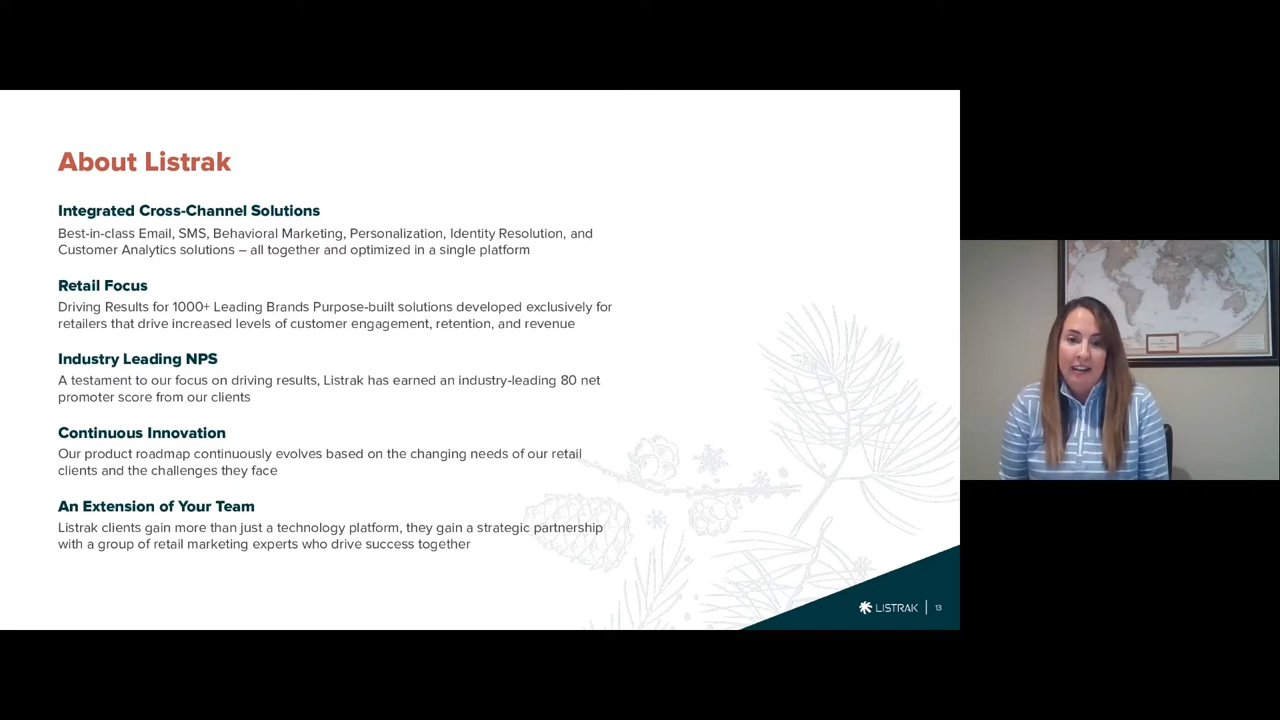 About Listrak
Integrated Cross-Channel Solutions
Best-in-class Email, SMS, Behavioral Marketing, Personalization, Identity Resolution, and
Customer Analytics solutions – all together and optimized in a single platform
Retail Focus
Driving Results for 1000+ Leading Brands Purpose-built solutions developed exclusively for
retailers that drive increased levels of customer engagement, retention, and revenue
Industry Leading NPS
A testament to our focus on driving results, Listrak has earned an industry-leading 80 net
promoter score from our clients
Continuous Innovation
Our product roadmap continuously evolves based on the changing needs of our retail
clients and the challenges they face
An Extension of Your Team
Listrak clients gain more than just a technology platform, they gain a strategic partnership
with a group of retail marketing experts who drive success together
LISTRAK | 13